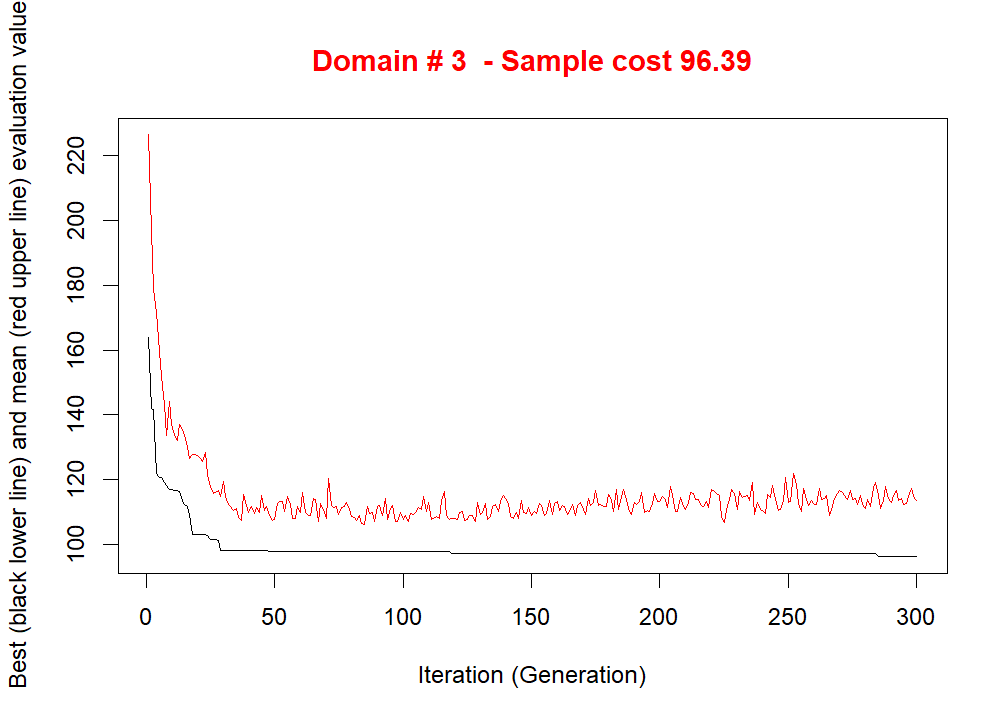 Domain # 3  - Sample cost 96.39
Best (black lower line) and mean (red upper line) evaluation value
220
200
180
160
140
120
100
0 50 100 150 200 250 300
Iteration (Generation)